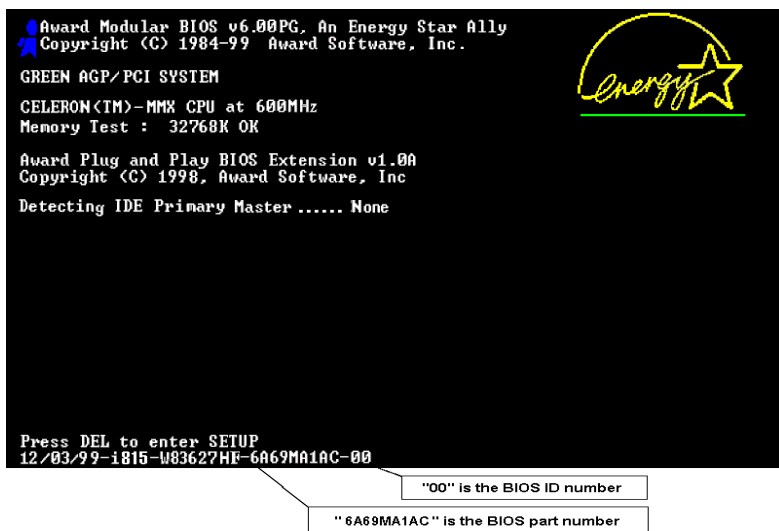 Award Modular BIOS v6.00PG, An Energy Star Ally
Copyright (C) 1984-99 Award Software, Inc.
energy
GREEN AGP/PCI SYSTEM
CELERON(TM)-MMX CPU at 600MHz
Memory Test : 32768K OK
Award Plug and Play BIOS Extension v1.0A
Copyright (C) 1998, Award Software, Inc
Detecting IDE Primary Master ...... None
Press DEL to enter SETUP
12/03/99-i815-W83627HF-6A69MA1AC-00
"00" is the BIOS ID number
"6A69MA1AC" is the BIOS part number